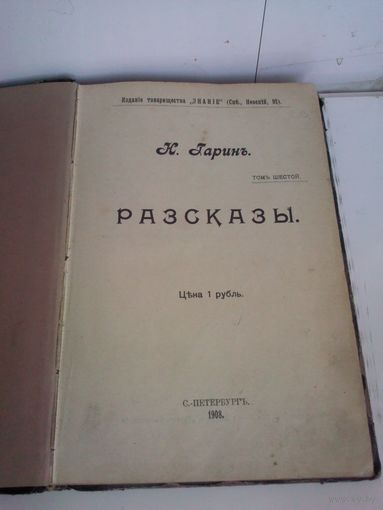 Изданіе товарищества „ЗНАНІЕ“ (Спб., Невскій, 92).
Н. Гаринъ.
ТОМЪ ШЕСТОЙ.
РАЗСКАЗЫ.
Цѣна 1 рубль.
С.-ПЕТЕРБУРГЪ.
1908.